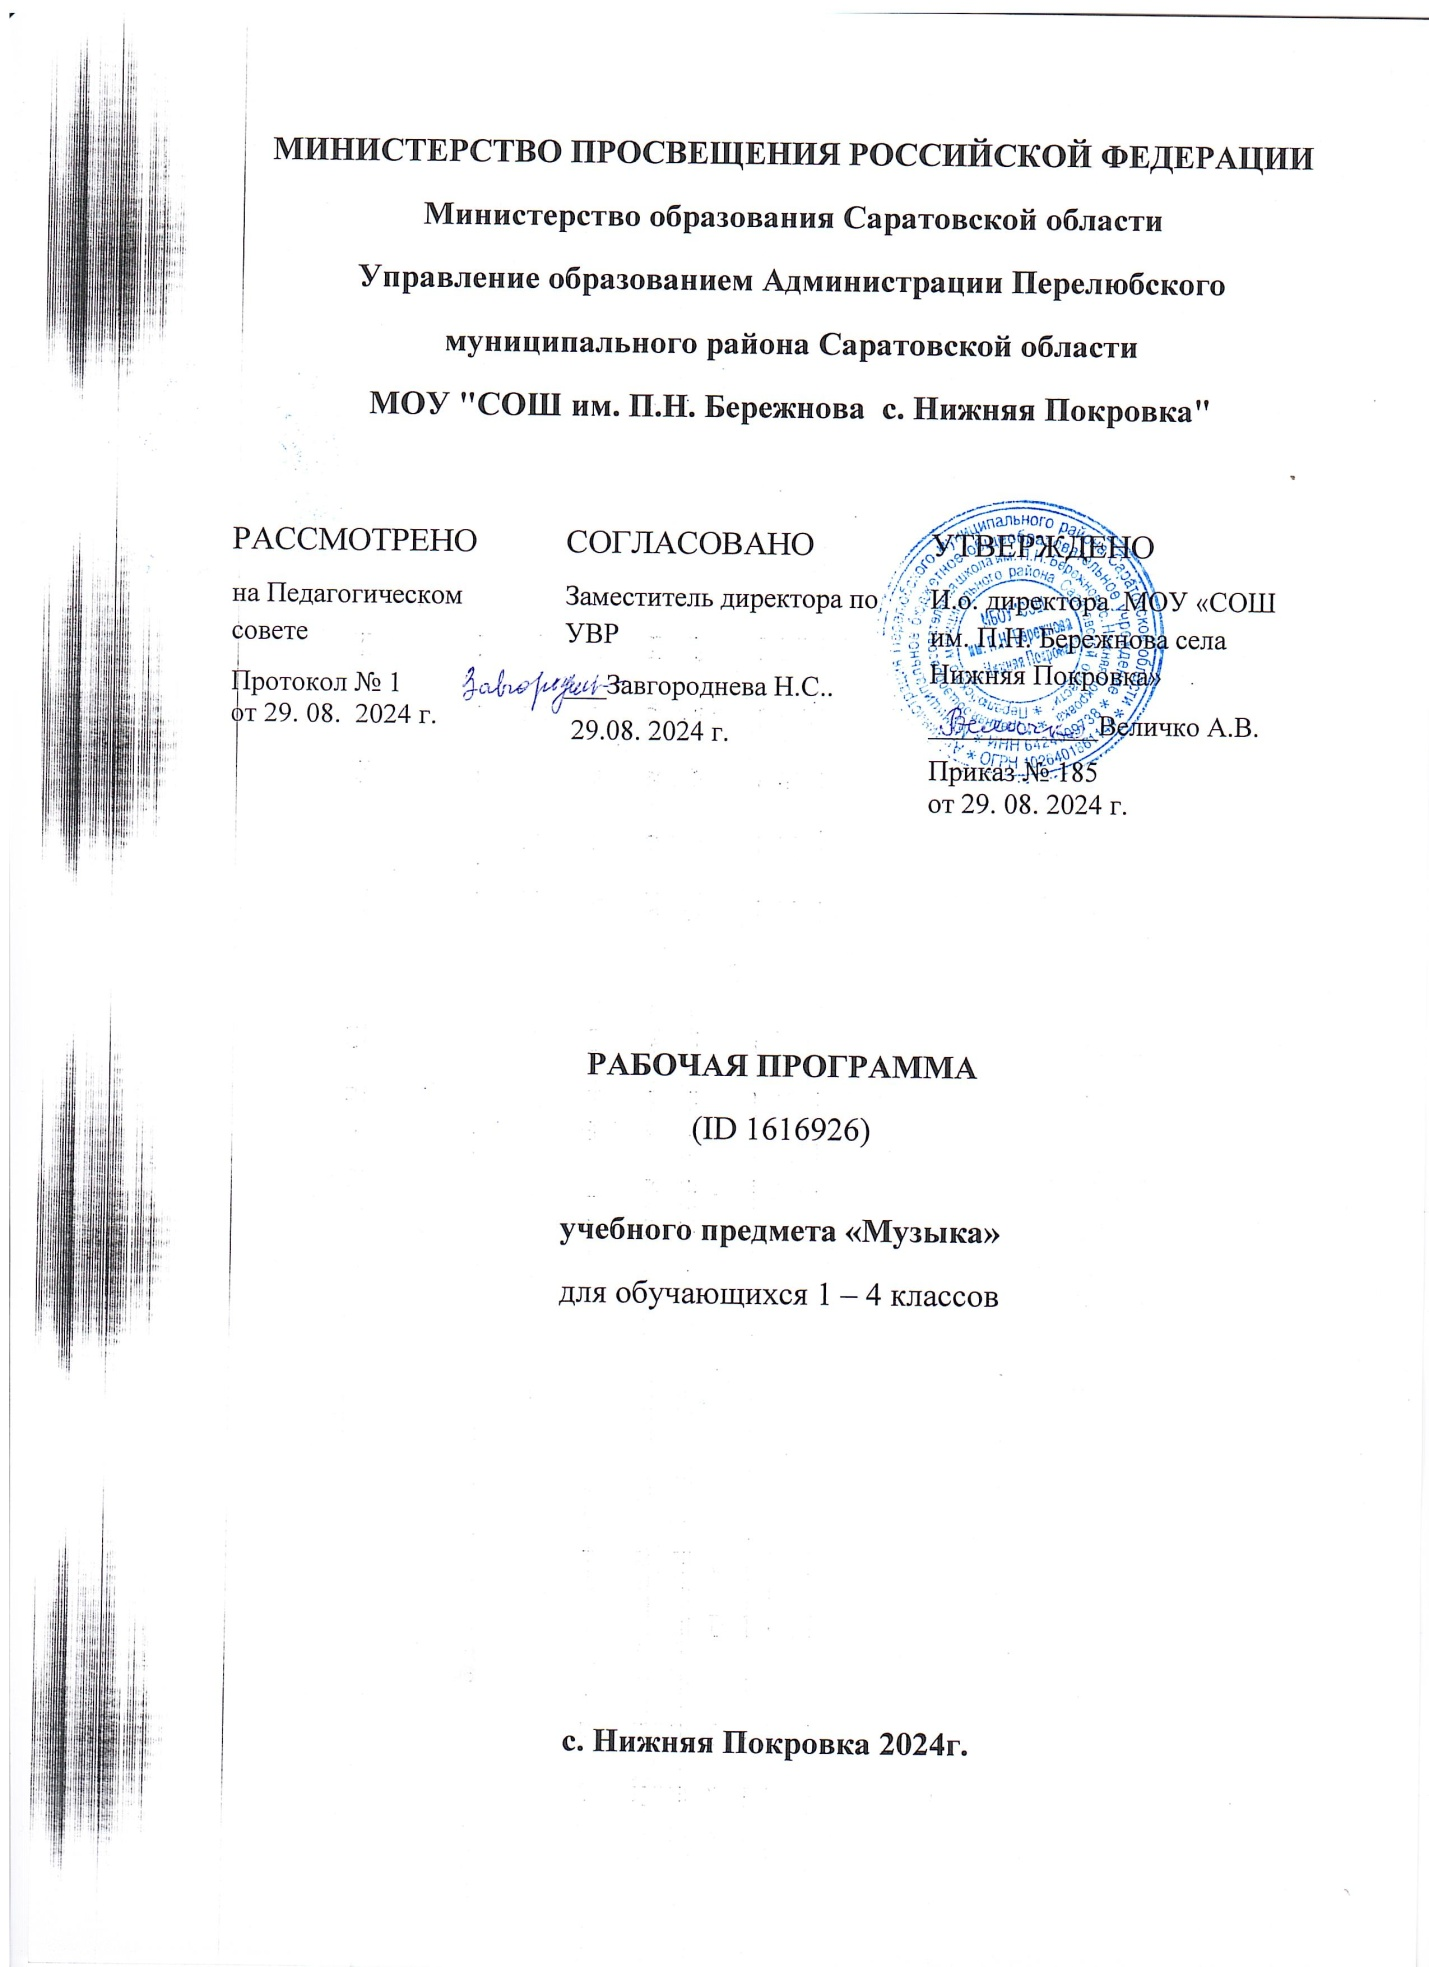 МИНИСТЕРСТВО ПРОСВЕЩЕНИЯ РОССИЙСКОЙ ФЕДЕРАЦИИ
Министерство образования Саратовской области
Управление образованием Администрации Перелюбского
муниципального района Саратовской области
МОУ "СОШ им. П.Н. Бережнова с. Нижняя Покровка"
РАССМОТРЕНО
на Педагогическом
совете
Протокол № 1
от 29. 08. 2024 г.
СОГЛАСОВАНО
Заместитель директора по
УВР
Завгороднева Н.С..
29.08. 2024 г.
УТВЕРЖДЕНО
И.о. директора МОУ «СОШ
им. П.Н. Бережнова села
Нижняя Покровка»
Величко А.В.
Приказ № 185
от 29. 08. 2024 г.
РАБОЧАЯ ПРОГРАММА
(ID 1616926)
учебного предмета «Музыка»
для обучающихся 1 – 4 классов
с. Нижняя Покровка 2024г.